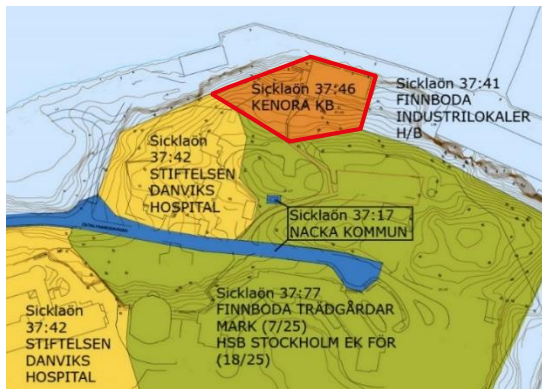 Sicklaön 37:46
KENORA KB
Sicklaön 37:41
FINNBODA
INDUSTRILOKALER
H/B
Sicklaön
37:42
STIFTELSEN
DANVIKS
HOSPITAL
Sicklaön 37:17
NACKA KOMMUN
Sicklaön 37:77
FINNBODA TRÄDGÅRDAR
MARK (7/25)
HSB STOCKHOLM EK FÖR
(18/25)
Sicklaön
37:42
STIFTELSEN
DANVIKS
HOSPITAL